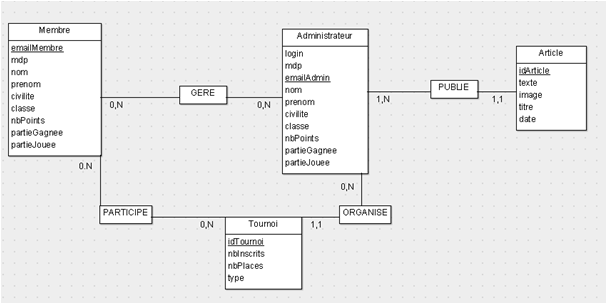 Membre
emailMembre
mdp
nom
prenom
civilite
classe
nbPoints
partieGagnee
partieJouee
0,N
GERE
0,N
Administrateur
login
mdp
emailAdmin
nom
prenom
civilite
classe
nbPoints
partieGagnee
partieJouee
1,N
PUBLIE
1,1
Article
idArticle
texte
image
titre
date
0.N
PARTICIPE
0,N
Tournoi
idTournoi
nbInscrits
nbPlaces
type
1,1
ORGANISE
0,N